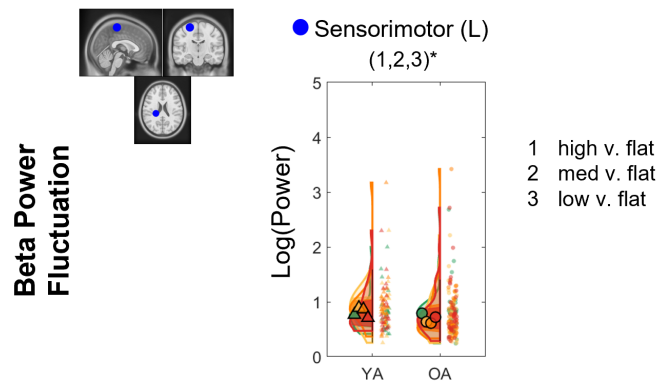 Sensorimotor (L)
(1,2,3)*
Beta Power
Fluctuation
Log(Power)
5
4
3
2
1
0
YA
OA
1 high v. flat
2 med v. flat
3 low v. flat